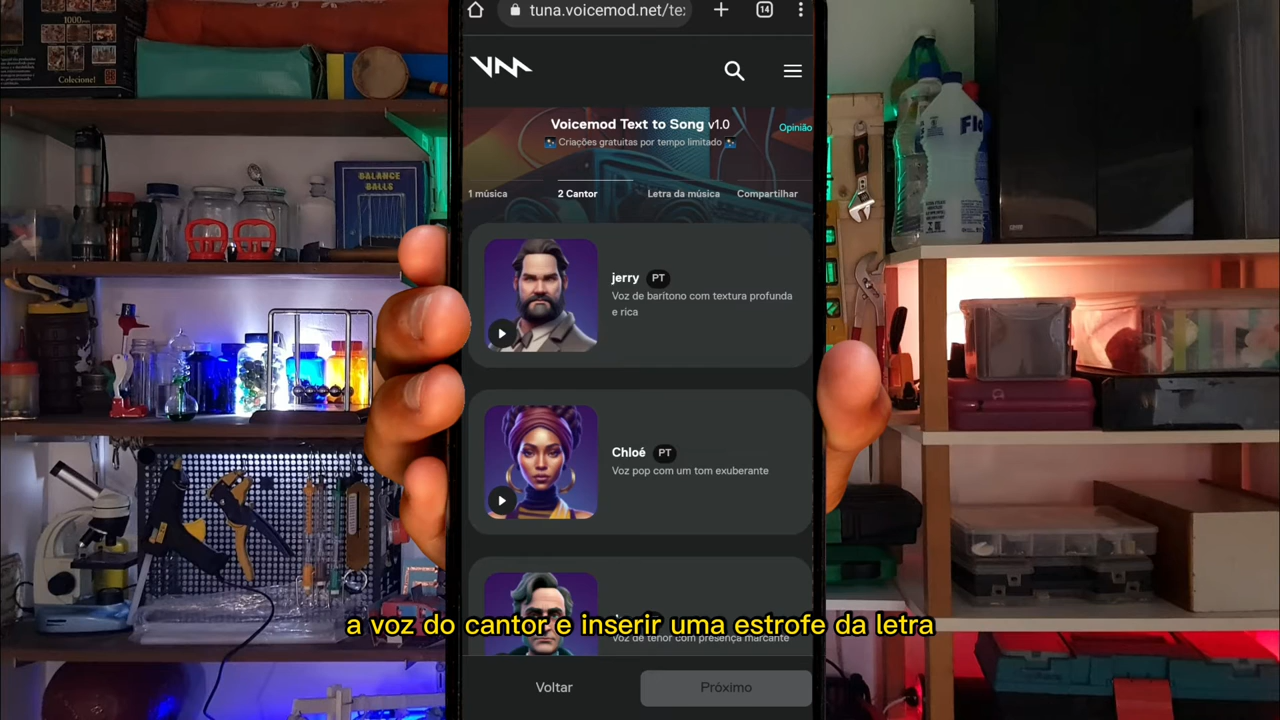 tuna.voicemod.net/te
14
VM
Voicemod Text to Song v1.0
Opinião
Criações gratuitas por tempo limitado
1 música
2 Cantor
Letra da música
Compartilhar
jerry PT
Voz de barítono com textura profunda
e rica
Chloé PT
Voz pop com um tom exuberante
Voz de tenor com presença marcante
a voz do cantor e inserir uma estrofe da letra
Voltar
Próximo
1000
Colecione!
BALANCE
BALLS
Fl